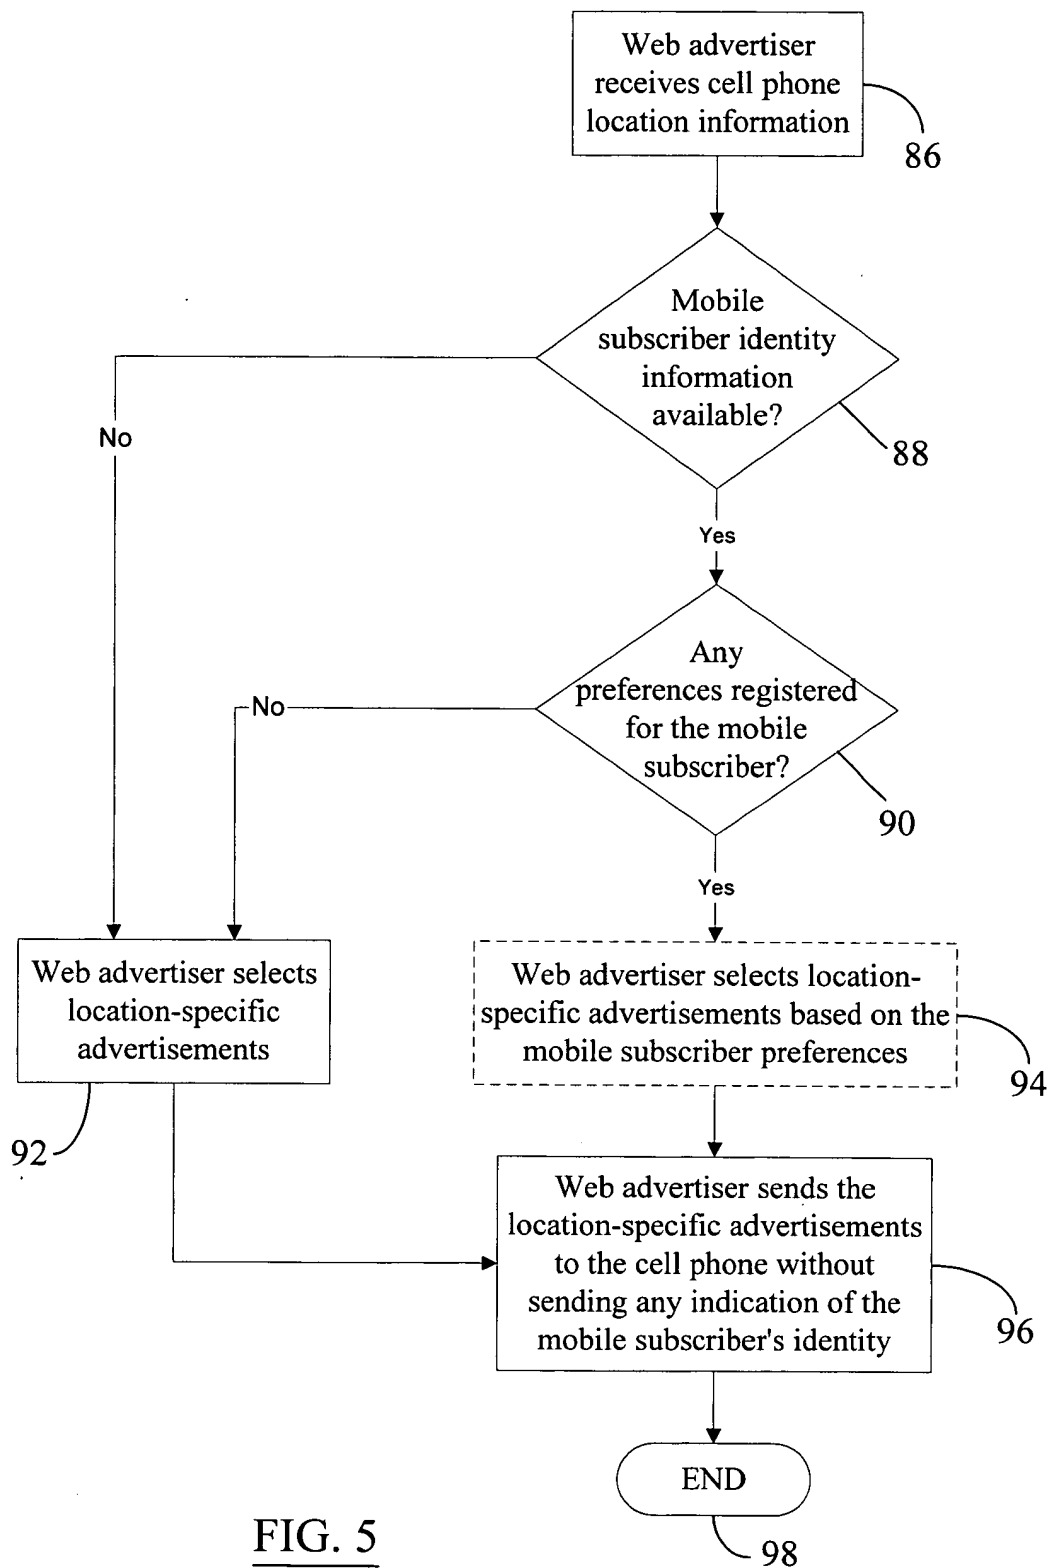 Web advertiser
receives cell phone
location information
86
Mobile
subscriber identity
information
available?
88
No
Yes
Any
preferences registered
for the mobile
subscriber?
90
No
Yes
Web advertiser selects
location-specific
advertisements
92
Web advertiser selects location-
specific advertisements based on the
mobile subscriber preferences
94
Web advertiser sends the
location-specific advertisements
to the cell phone without
sending any indication of the
mobile subscriber's identity
96
END
98
FIG. 5